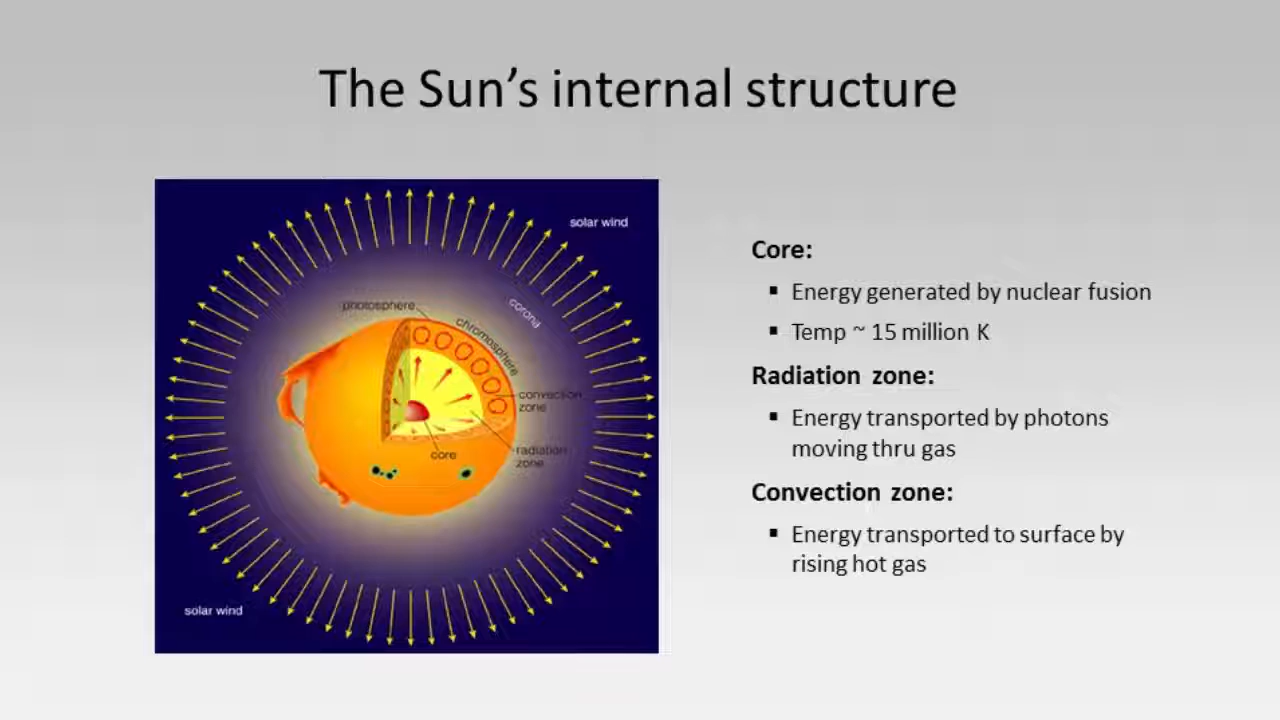 The Sun's internal structure
solar wind
photosphere
corona
chromosphere
convection
zone
core
radiation
zone
solar wind
Core:
▪ Energy generated by nuclear fusion
▪ Temp ~ 15 million K
Radiation zone:
▪ Energy transported by photons
moving thru gas
Convection zone:
▪ Energy transported to surface by
rising hot gas